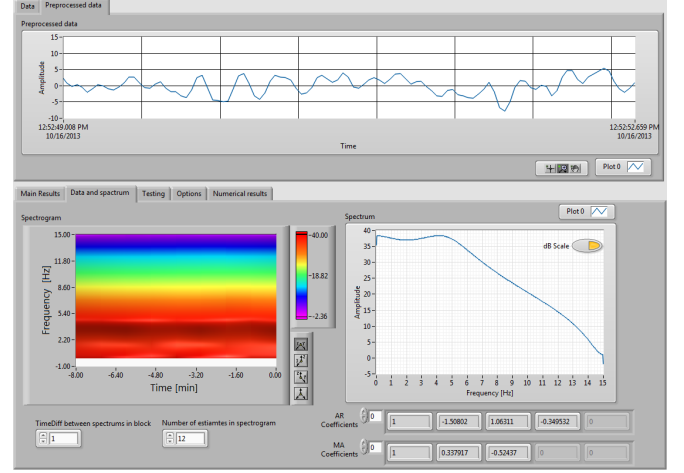 Data Preprocessed data
Preprocessed data
15-
10-
5-
0-
-5-
-10-
Amplitude
12:52:49.008 PM
10/16/2013
12:52:52.659 PM
10/16/2013
Time
Plot 0
Main Results Data and spactrum Testing Options Numerical results
Spectrogram
15.00-
11.80-
8.60-
5.40-
2.20-
-1.00-
Frequency [Hz]
-8.00 -6.40 -4.80 -3.20 -1.60 0.00
Time [min]
-40.00
-18.82
--2.36
Spectrum
Plot 0
dB Scale
40-
35-
30-
25-
20-
15-
10-
5-
0-
-5-
Amplitude
0 1 2 3 4 5 6 7 8 9 10 11 12 13 14 15
Frequency [Hz]
TimeDiff between spectrums in block
1
Number of estiamtes in spectrogram
12
AR
Coefficients
0 1 -1.50802 1.06311 -0.349532 0
MA
Coefficients
0 1 0.337917 -0.52437 0 0